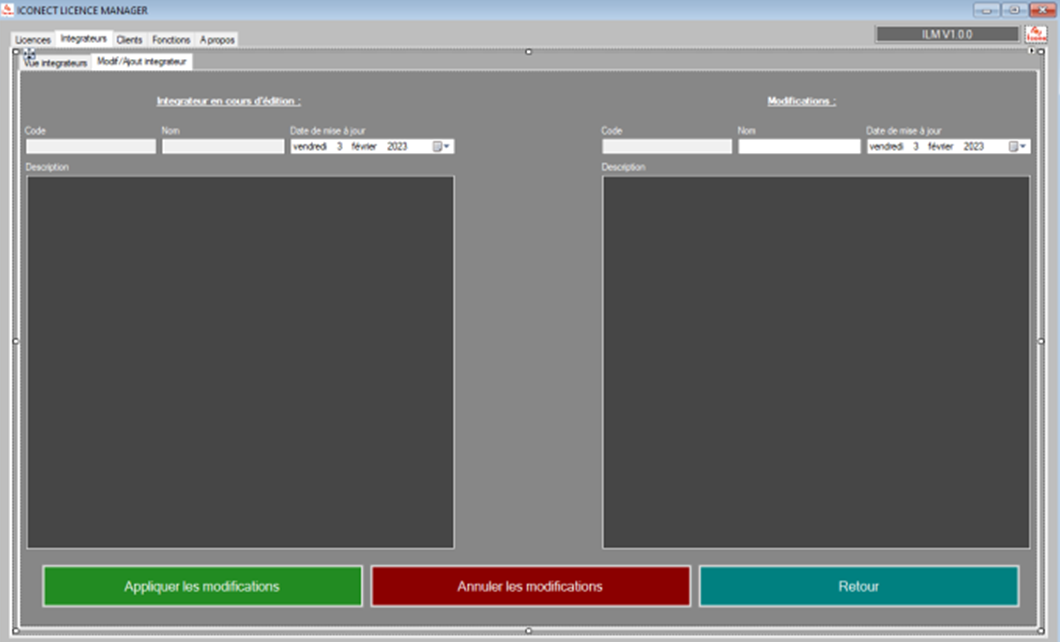 ICONECT LICENCE MANAGER
Licences Integrateurs Clients Fonctions A propos ILM V1.0.0
Vue integrateurs Modif/Ajout integrateur
Integrateur en cours d'édition : Modifications :
Code Nom Date de mise à jour Code Nom Date de mise à jour
vendredi 3 février 2023 vendredi 3 février 2023
Description Description
Appliquer les modifications Annuler les modifications Retour